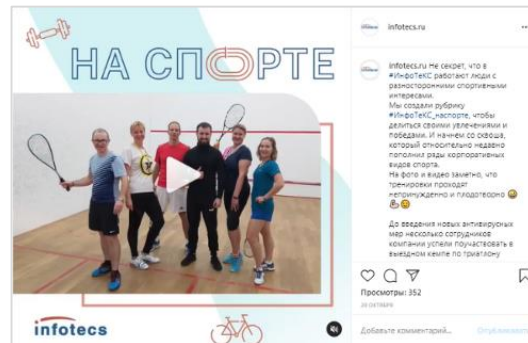 НА СПОРТЕ
infotecs
infotecs.ru
infotecs.ru Не секрет, что в
#ИнфоТеКС работают люди с
разносторонними спортивными
интересами.
Мы создали рубрику
#ИнфоТеКС_наспорте, чтобы
делиться своими увлечениями и
победами. И начнем со сквоша,
который относительно недавно
пополнил ряды корпоративных
видов спорта.
На фото и видео заметно, что
тренировки проходят
непринужденно и плодотворно
До введения новых антивирусных
мер несколько сотрудников
компании успели поучаствовать в
выездном кемпе по триатлону
Просмотры: 352
28 ОКТЯБРЯ
Добавьте комментарий...
Опубликовать